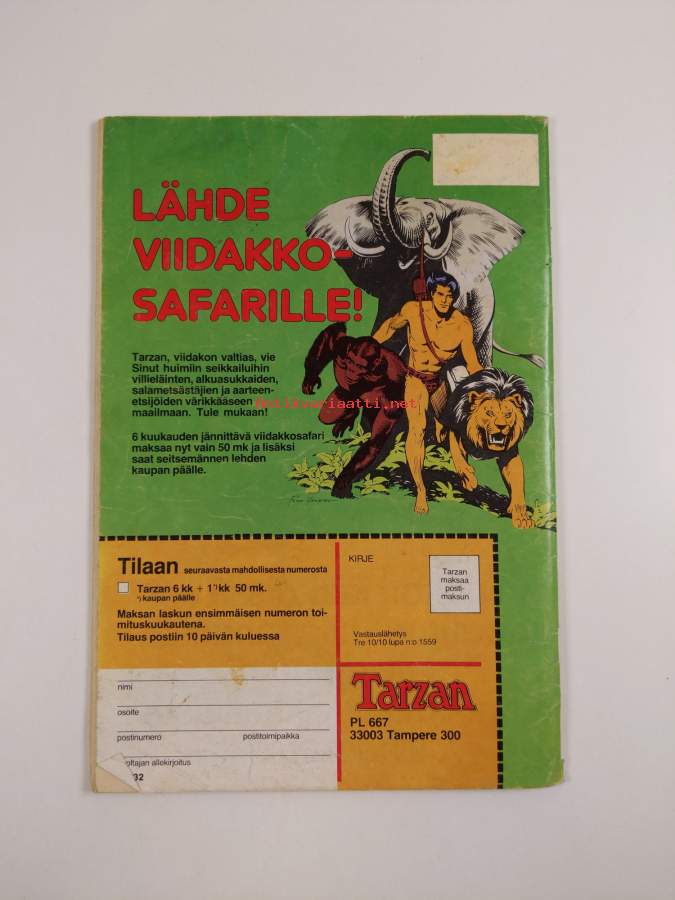 LÄHDE
VIIDAKKO-
SAFARILLE!
Tarzan, viidakon valtias, vie
Sinut huimiin seikkailuihin
villieläinten, alkuasukkaiden,
salametsästäjien ja aarteen-
etsijöiden värikkääseen
maailmaan. Tule mukaan!
antikvariaatti.net
6 kuukauden jännittävä viidakkosafari
maksaa nyt vain 50 mk ja lisäksi
saat seitsemännen lehden
kaupan päälle.
Tilaan seuraavasta mahdollisesta numerosta
Tarzan 6 kk + 1*)kk 50 mk.
*) kaupan päälle
Maksan laskun ensimmäisen numeron toi-
mituskuukautena.
Tilaus postiin 10 päivän kuluessa
nimi
osoite
postinumero postitoimipaikka
oltajan allekirjoitus
32
KIRJE
Tarzan
maksaa
posti-
maksun
Vastauslähetys
Tre 10/10 lupa n:o 1559
Tarzan
PL 667
33003 Tampere 300